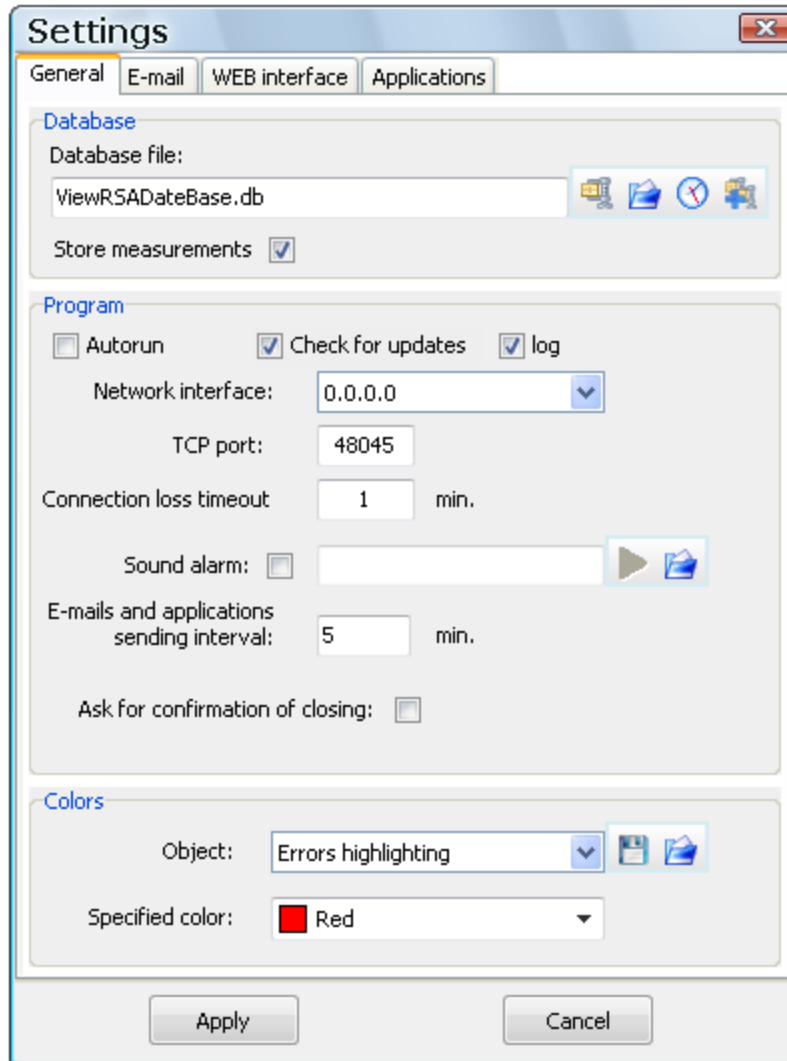 Settings
General E-mail WEB interface Applications
Database
Database file:
ViewRSADateBase.db
Store measurements
Program
Autorun Check for updates log
Network interface: 0.0.0.0
TCP port: 48045
Connection loss timeout 1 min.
Sound alarm:
E-mails and applications
sending interval: 5 min.
Ask for confirmation of closing:
Colors
Object: Errors highlighting
Specified color: Red
Apply Cancel